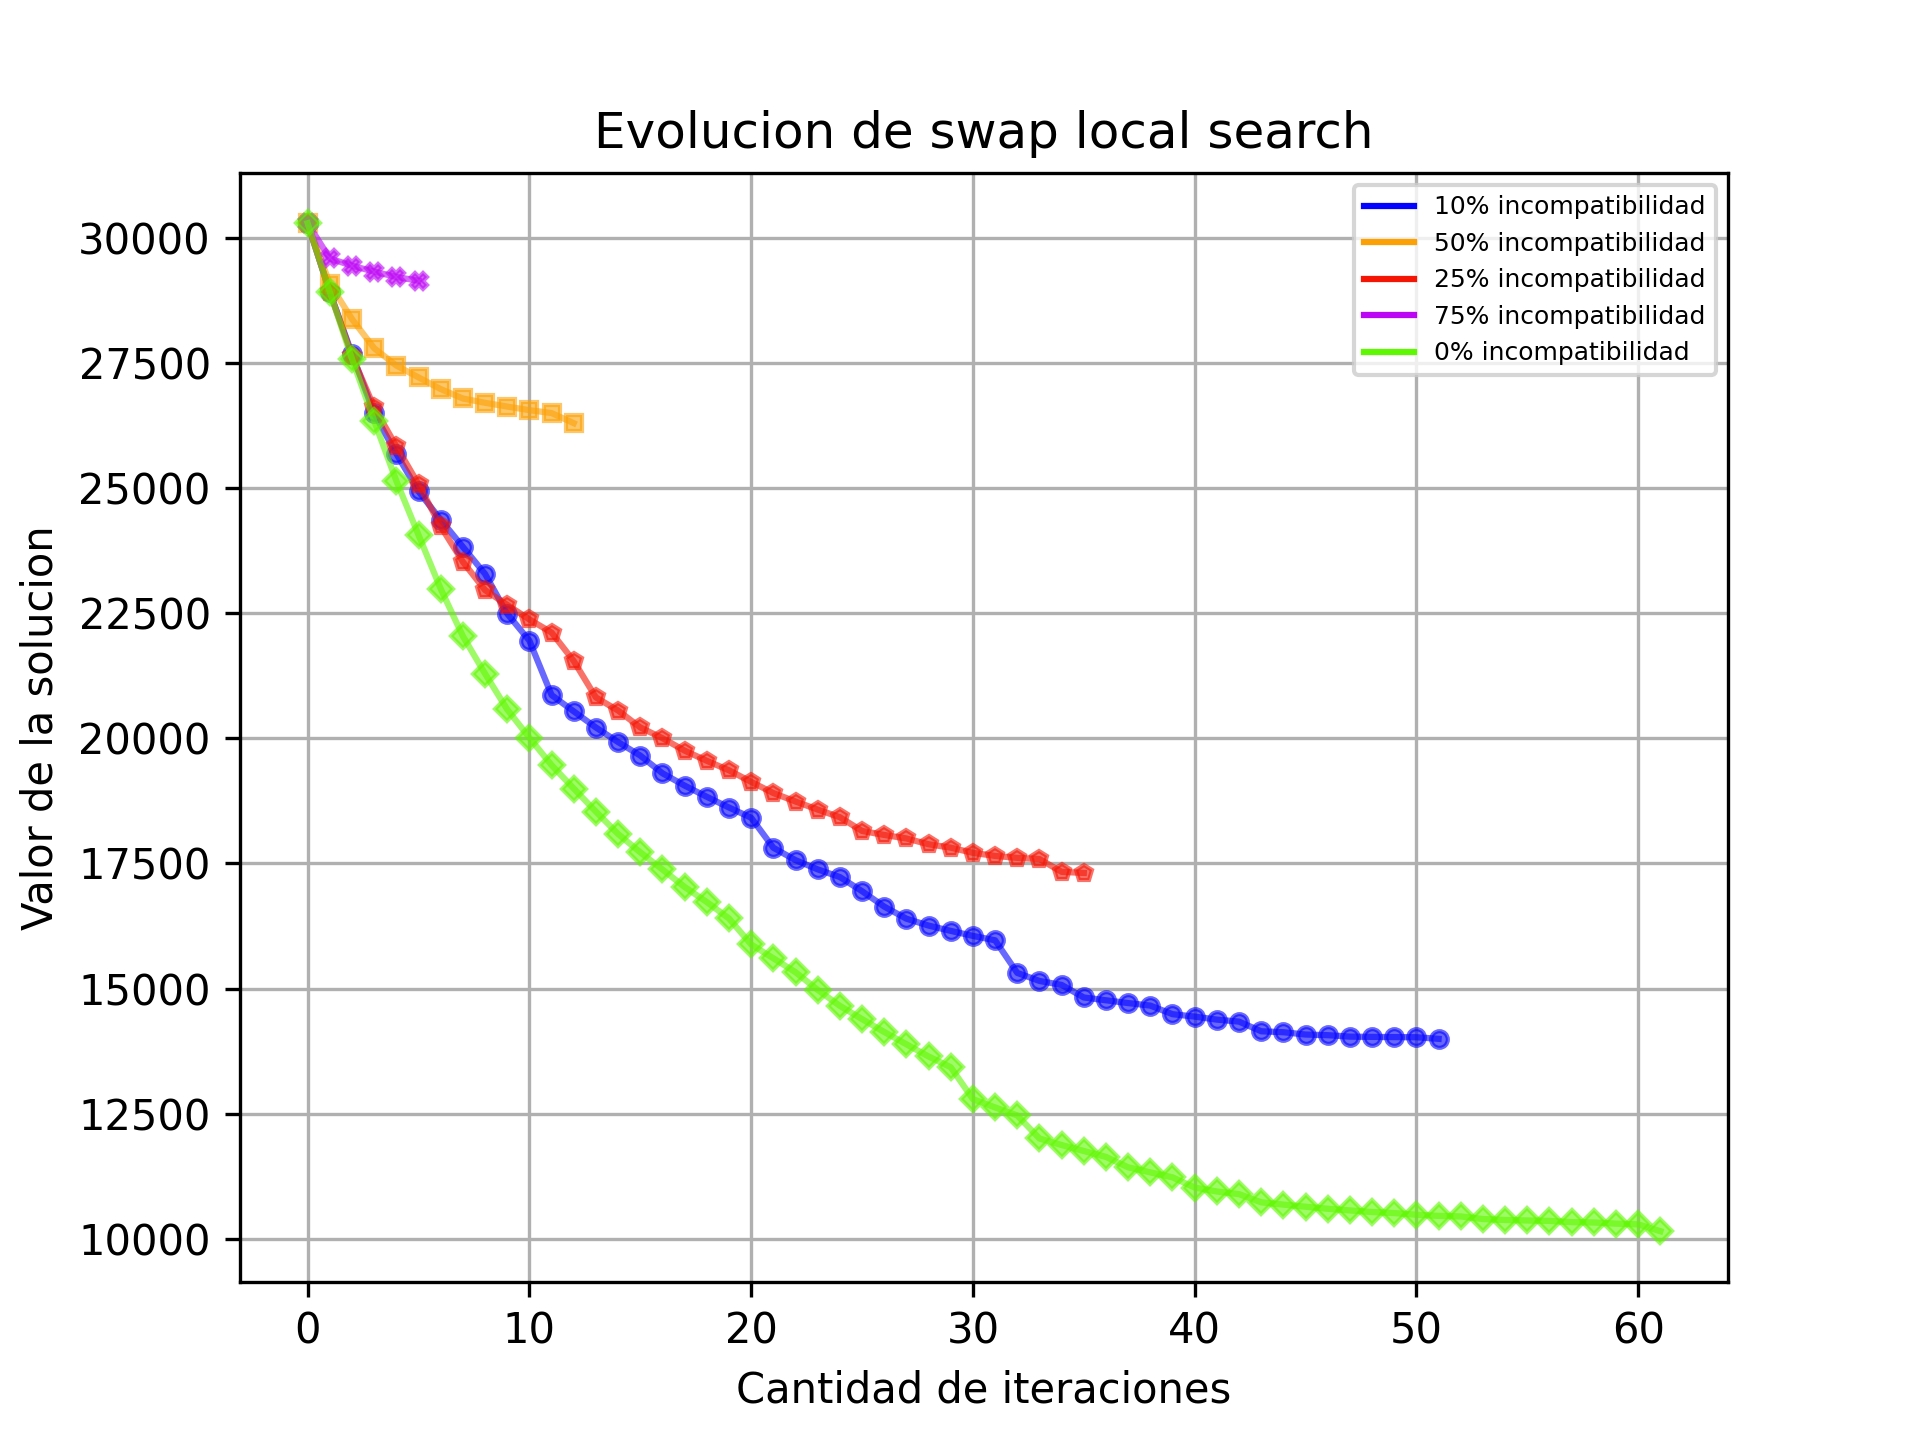 Evolucion de swap local search
10% incompatibilidad
50% incompatibilidad
25% incompatibilidad
75% incompatibilidad
0% incompatibilidad
Valor de la solucion
30000
27500
25000
22500
20000
17500
15000
12500
10000
0 10 20 30 40 50 60
Cantidad de iteraciones